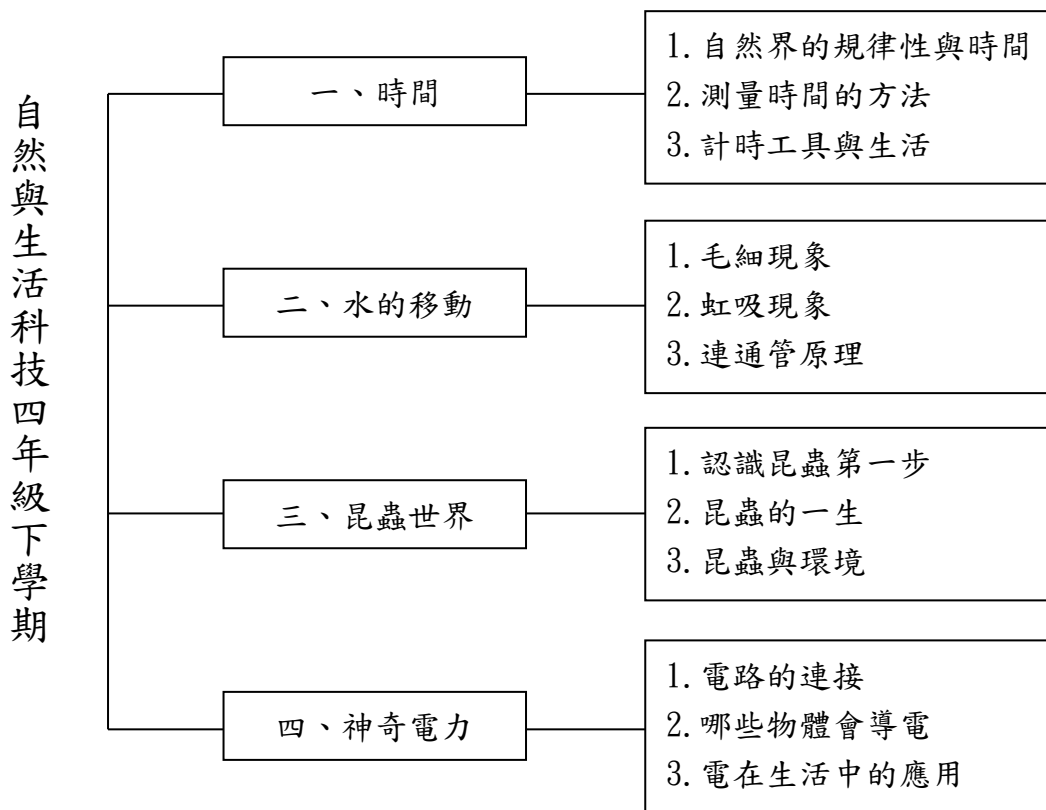 自然與生活科技四年級下學期
一、時間
1.自然界的規律性與時間
2.測量時間的方法
3.計時工具與生活
二、水的移動
1.毛細現象
2.虹吸現象
3.連通管原理
三、昆蟲世界
1.認識昆蟲第一步
2.昆蟲的一生
3.昆蟲與環境
四、神奇電力
1.電路的連接
2.哪些物體會導電
3.電在生活中的應用